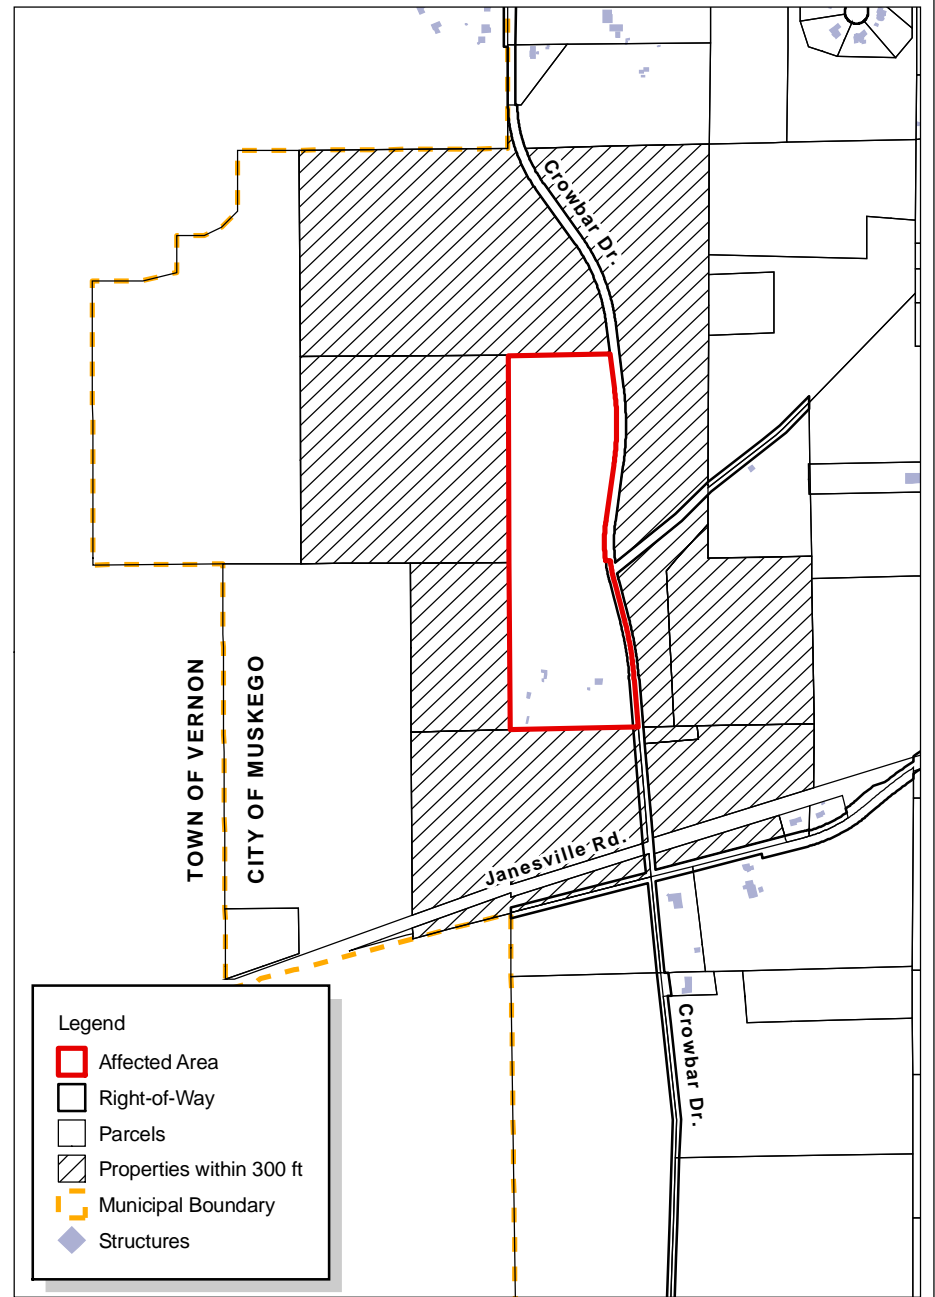 Crowbar Dr.
TOWN OF VERNON
CITY OF MUSKEGO
Janesville Rd.
Crowbar Dr.
Legend
Affected Area
Right-of-Way
Parcels
Properties within 300 ft
Municipal Boundary
Structures